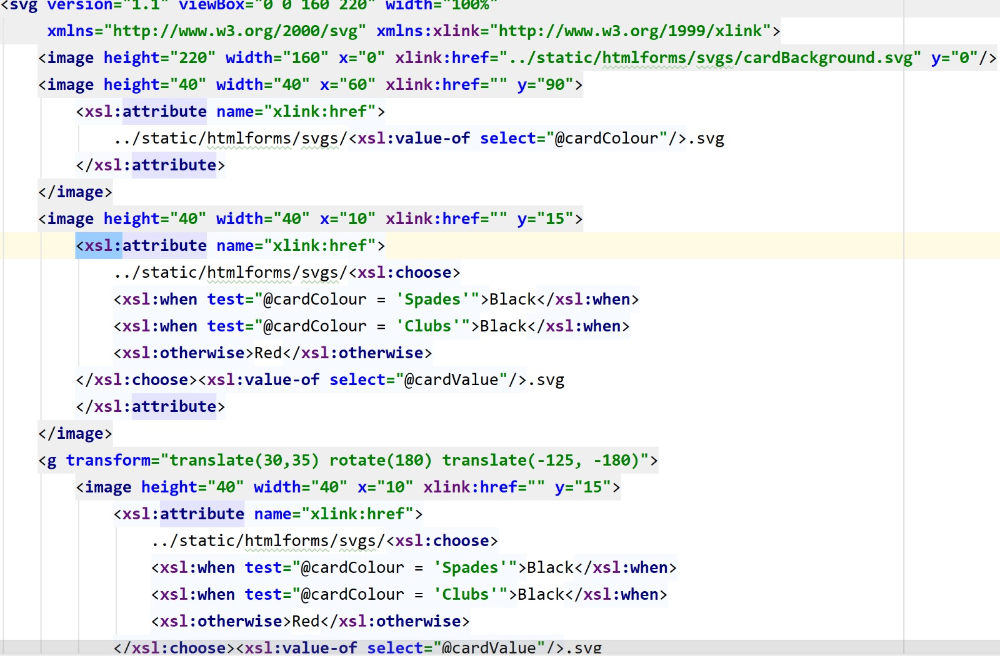 <svg version="1.1" viewBox="0 0 160 220" width="100%"
xmlns="http://www.w3.org/2000/svg" xmlns:xlink="http://www.w3.org/1999/xlink">
<image height="220" width="160" x="0" xlink:href="../static/htmlforms/svgs/cardBackground.svg" y="0"/>
<image height="40" width="40" x="60" xlink:href="" y="90">
<xsl:attribute name="xlink:href">
../static/htmlforms/svgs/<xsl:value-of select="@cardColour"/>.svg
</xsl:attribute>
</image>
<image height="40" width="40" x="10" xlink:href="" y="15">
<xsl:attribute name="xlink:href">
../static/htmlforms/svgs/<xsl:choose>
<xsl:when test="@cardColour = 'Spades'">Black</xsl:when>
<xsl:when test="@cardColour = 'Clubs'">Black</xsl:when>
<xsl:otherwise>Red</xsl:otherwise>
</xsl:choose><xsl:value-of select="@cardValue"/>.svg
</xsl:attribute>
</image>
<g transform="translate(30,35) rotate(180) translate(-125, -180)">
<image height="40" width="40" x="10" xlink:href="" y="15">
<xsl:attribute name="xlink:href">
../static/htmlforms/svgs/<xsl:choose>
<xsl:when test="@cardColour = 'Spades'">Black</xsl:when>
<xsl:when test="@cardColour = 'Clubs'">Black</xsl:when>
<xsl:otherwise>Red</xsl:otherwise>
</xsl:choose><xsl:value-of select="@cardValue"/>.svg